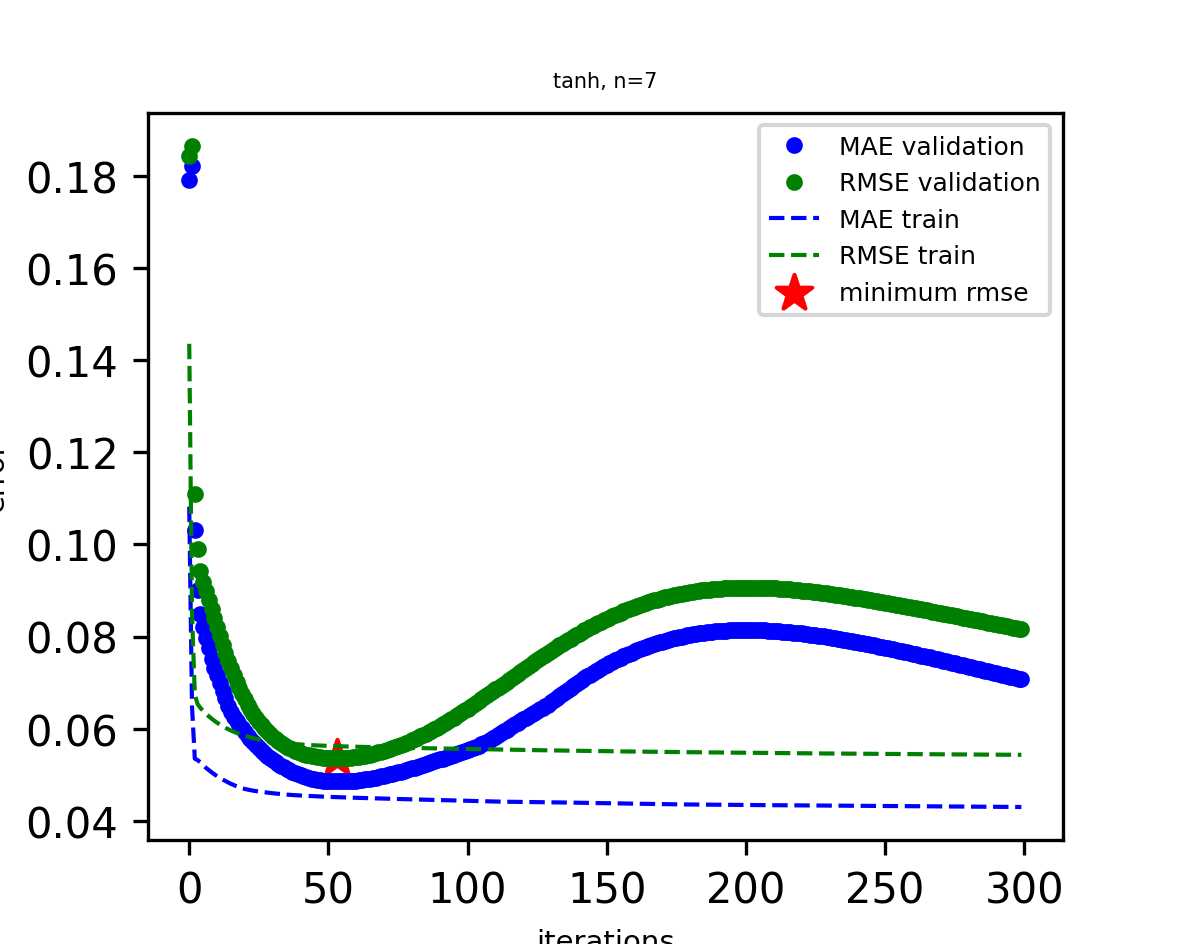 tanh, n=7
MAE validation
RMSE validation
MAE train
RMSE train
minimum rmse
0.18
0.16
0.14
0.12
0.10
0.08
0.06
0.04
0 50 100 150 200 250 300
iterations